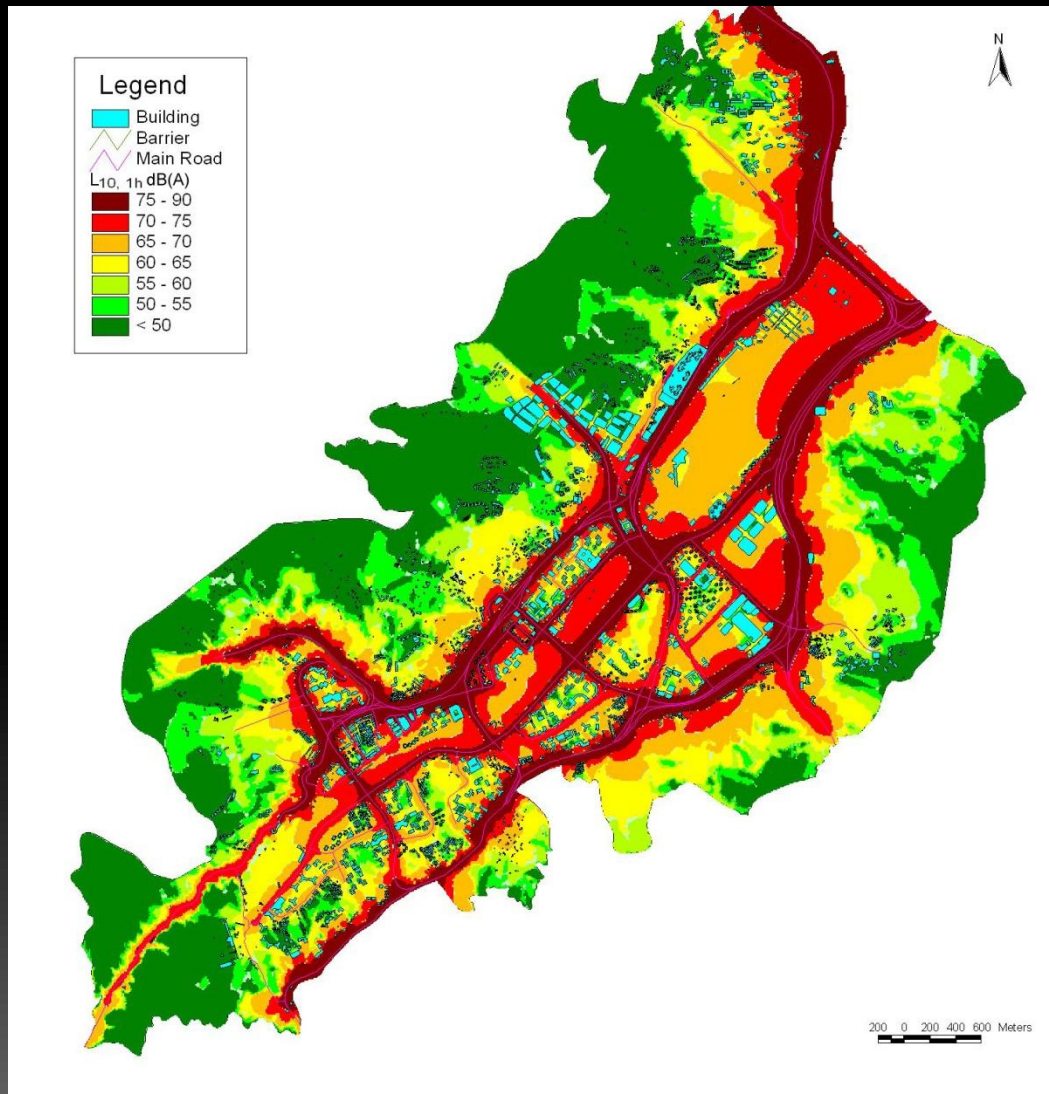 Legend
Building
Barrier
Main Road
L10, 1h dB(A)
75 - 90
70 - 75
65 - 70
60 - 65
55 - 60
50 - 55
< 50
N
200 0 200 400 600 Meters